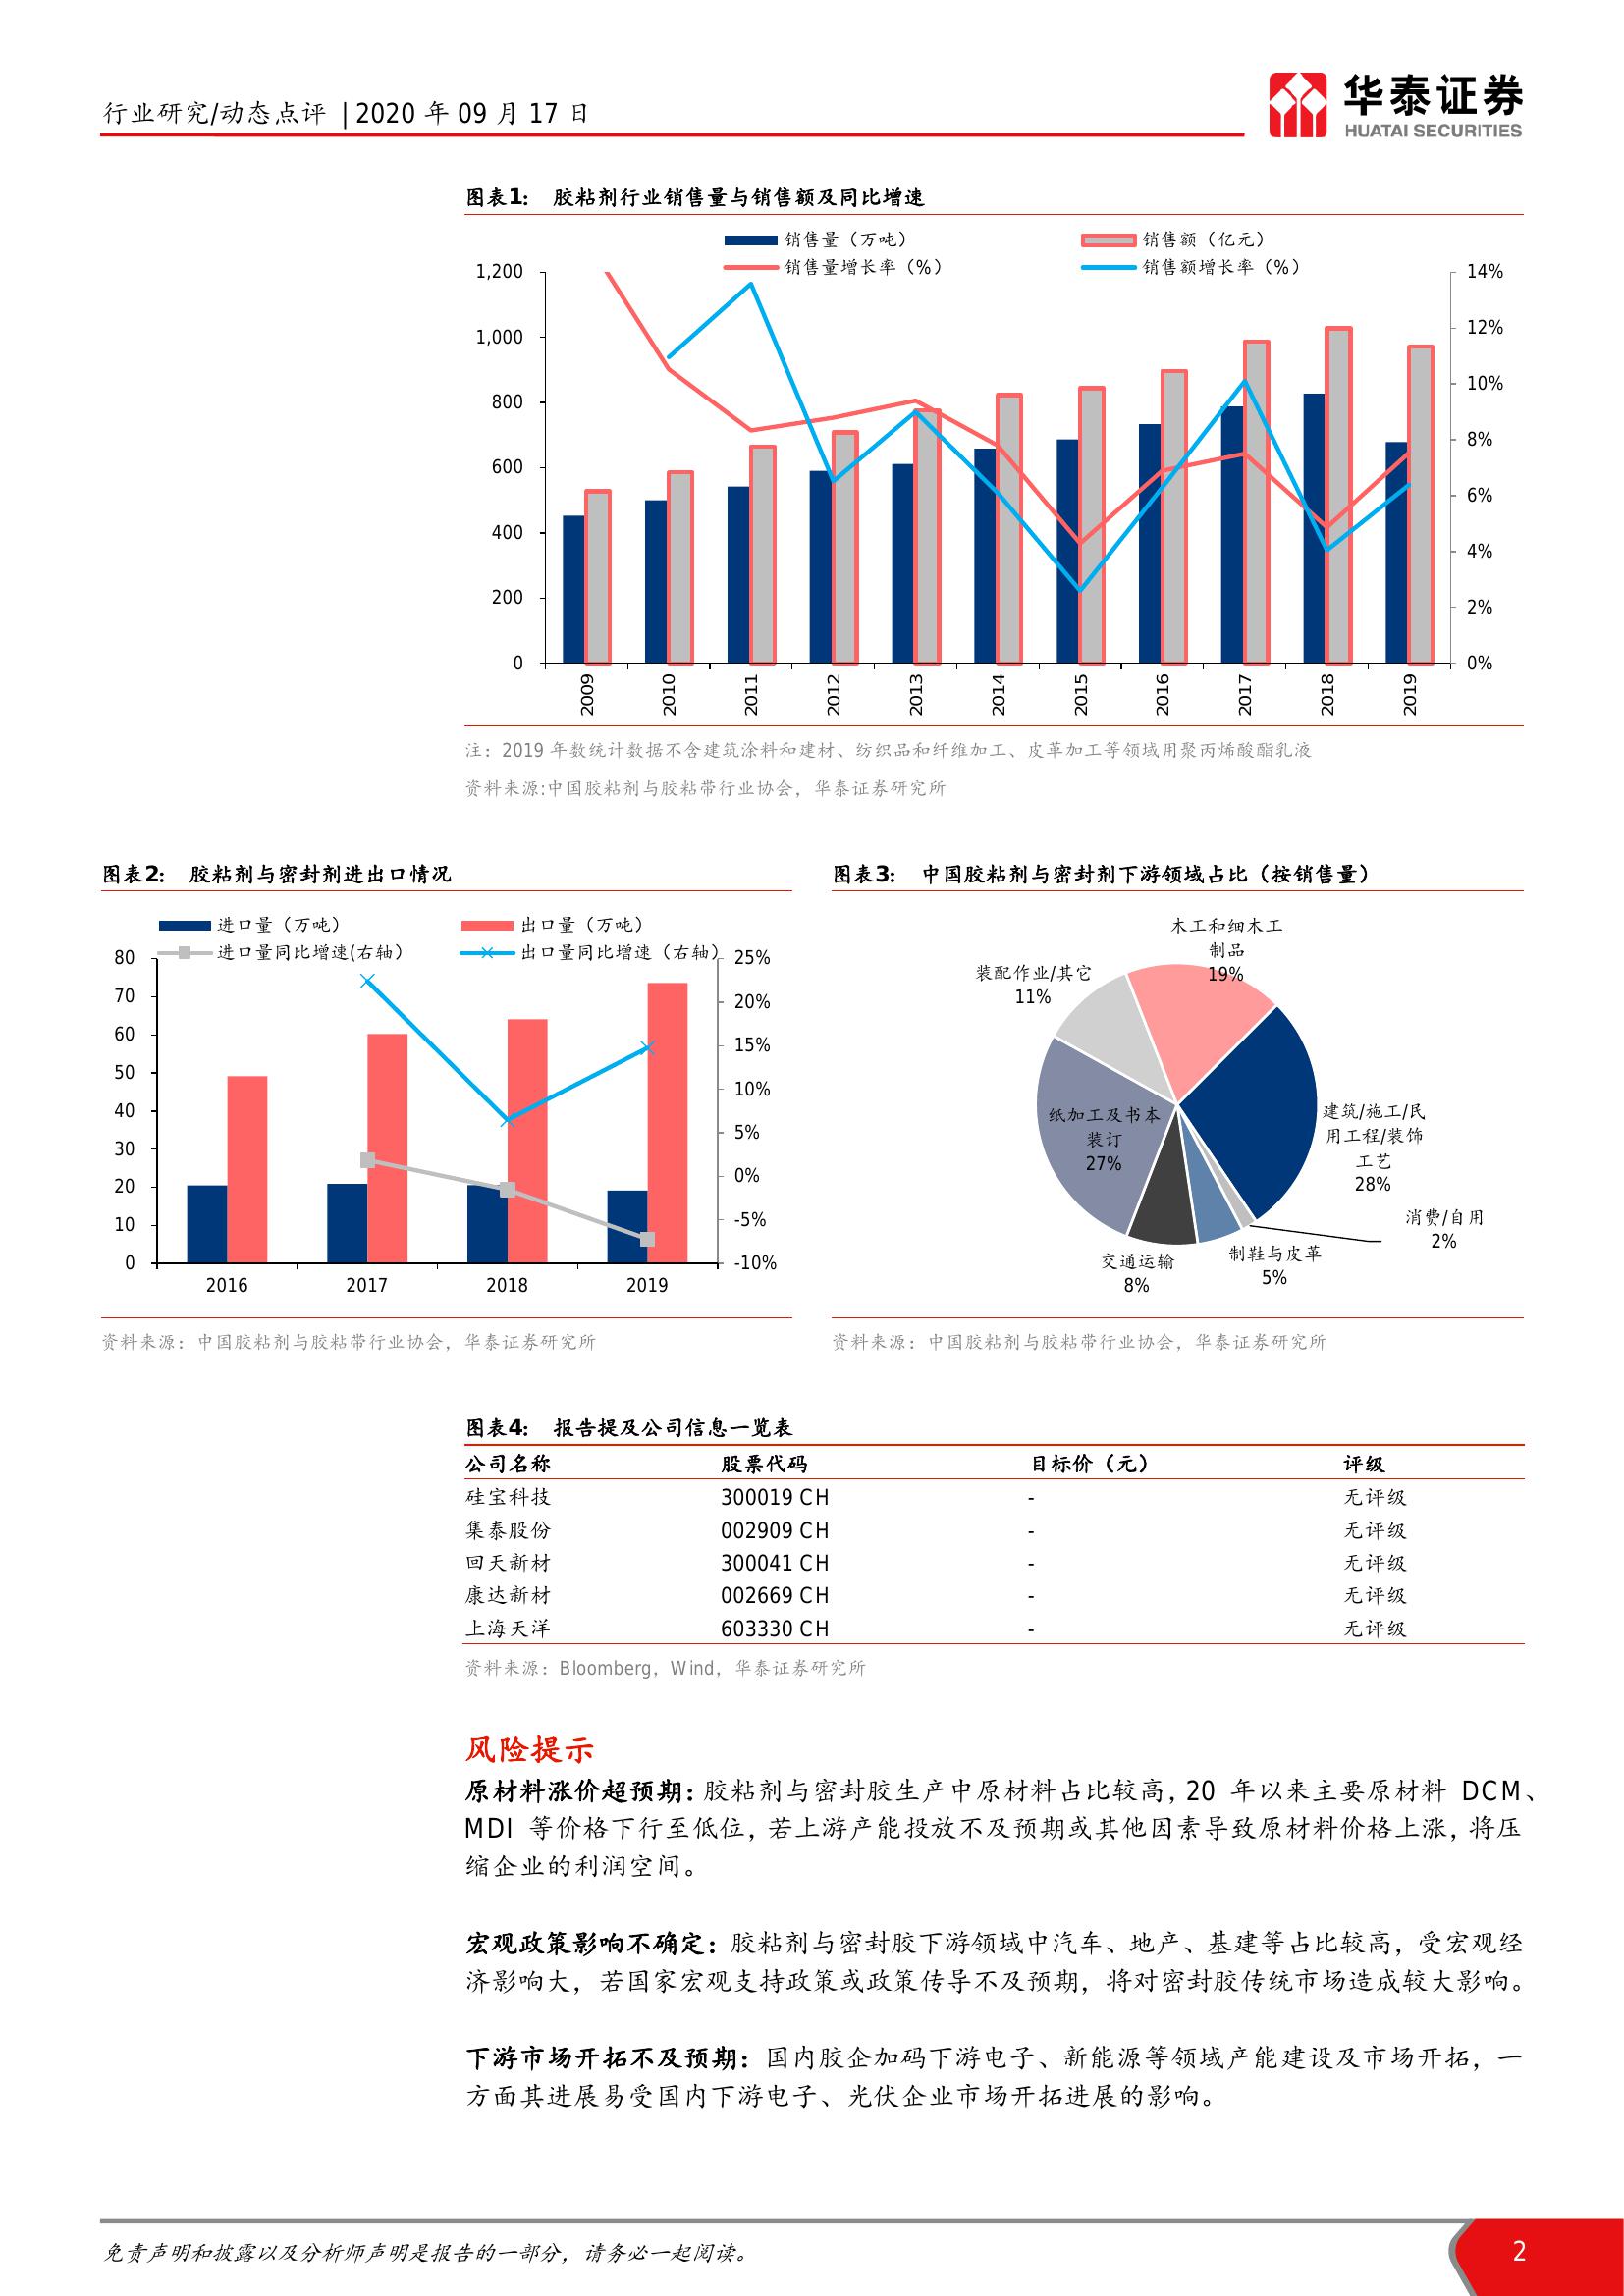 行业研究/动态点评 | 2020 年 09 月 17 日
华泰证券
HUATAI SECURITIES
图表1： 胶粘剂行业销售量与销售额及同比增速
销售量（万吨） 销售额（亿元）
销售量增长率（%） 销售额增长率（%）
1,200
1,000
800
600
400
200
0
14%
12%
10%
8%
6%
4%
2%
0%
2009 2010 2011 2012 2013 2014 2015 2016 2017 2018 2019
注：2019 年数统计数据不含建筑涂料和建材、纺织品和纤维加工、皮革加工等领域用聚丙烯酸酯乳液
资料来源:中国胶粘剂与胶粘带行业协会，华泰证券研究所
图表2： 胶粘剂与密封剂进出口情况
进口量（万吨） 出口量（万吨）
进口量同比增速(右轴） 出口量同比增速（右轴）
80
70
60
50
40
30
20
10
0
25%
20%
15%
10%
5%
0%
-5%
-10%
2016 2017 2018 2019
资料来源：中国胶粘剂与胶粘带行业协会，华泰证券研究所
图表3： 中国胶粘剂与密封剂下游领域占比（按销售量）
木工和细木工
制品
19%
装配作业/其它
11%
建筑/施工/民
用工程/装饰
工艺
28%
纸加工及书本
装订
27%
消费/自用
2%
制鞋与皮革
5%
交通运输
8%
资料来源：中国胶粘剂与胶粘带行业协会，华泰证券研究所
图表4： 报告提及公司信息一览表
公司名称 股票代码 目标价（元） 评级
硅宝科技 300019 CH - 无评级
集泰股份 002909 CH - 无评级
回天新材 300041 CH - 无评级
康达新材 002669 CH - 无评级
上海天洋 603330 CH - 无评级
资料来源：Bloomberg，Wind，华泰证券研究所
风险提示
原材料涨价超预期：胶粘剂与密封胶生产中原材料占比较高，20 年以来主要原材料 DCM、
MDI 等价格下行至低位，若上游产能投放不及预期或其他因素导致原材料价格上涨，将压
缩企业的利润空间。
宏观政策影响不确定：胶粘剂与密封胶下游领域中汽车、地产、基建等占比较高，受宏观经
济影响大，若国家宏观支持政策或政策传导不及预期，将对密封胶传统市场造成较大影响。
下游市场开拓不及预期：国内胶企加码下游电子、新能源等领域产能建设及市场开拓，一
方面其进展易受国内下游电子、光伏企业市场开拓进展的影响。
免责声明和披露以及分析师声明是报告的一部分，请务必一起阅读。
2